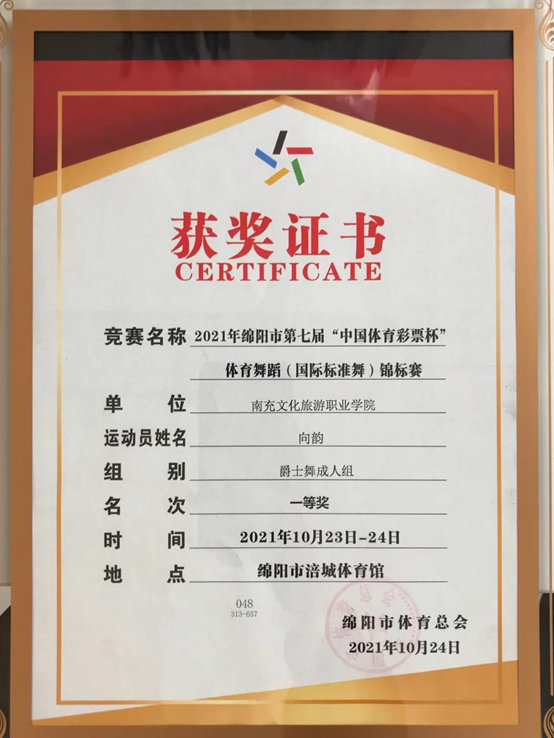 获奖证书
CERTIFICATE
竞赛名称 2021年绵阳市第七届“中国体育彩票杯”
体育舞蹈(国际标准舞)锦标赛
单位 南充文化旅游职业学院
运动员姓名 向韵
组别 爵士舞成人组
名次 一等奖
时间 2021年10月23日-24日
地点 绵阳市涪城体育馆
048
313-657
绵阳市体育总会
2021年10月24日